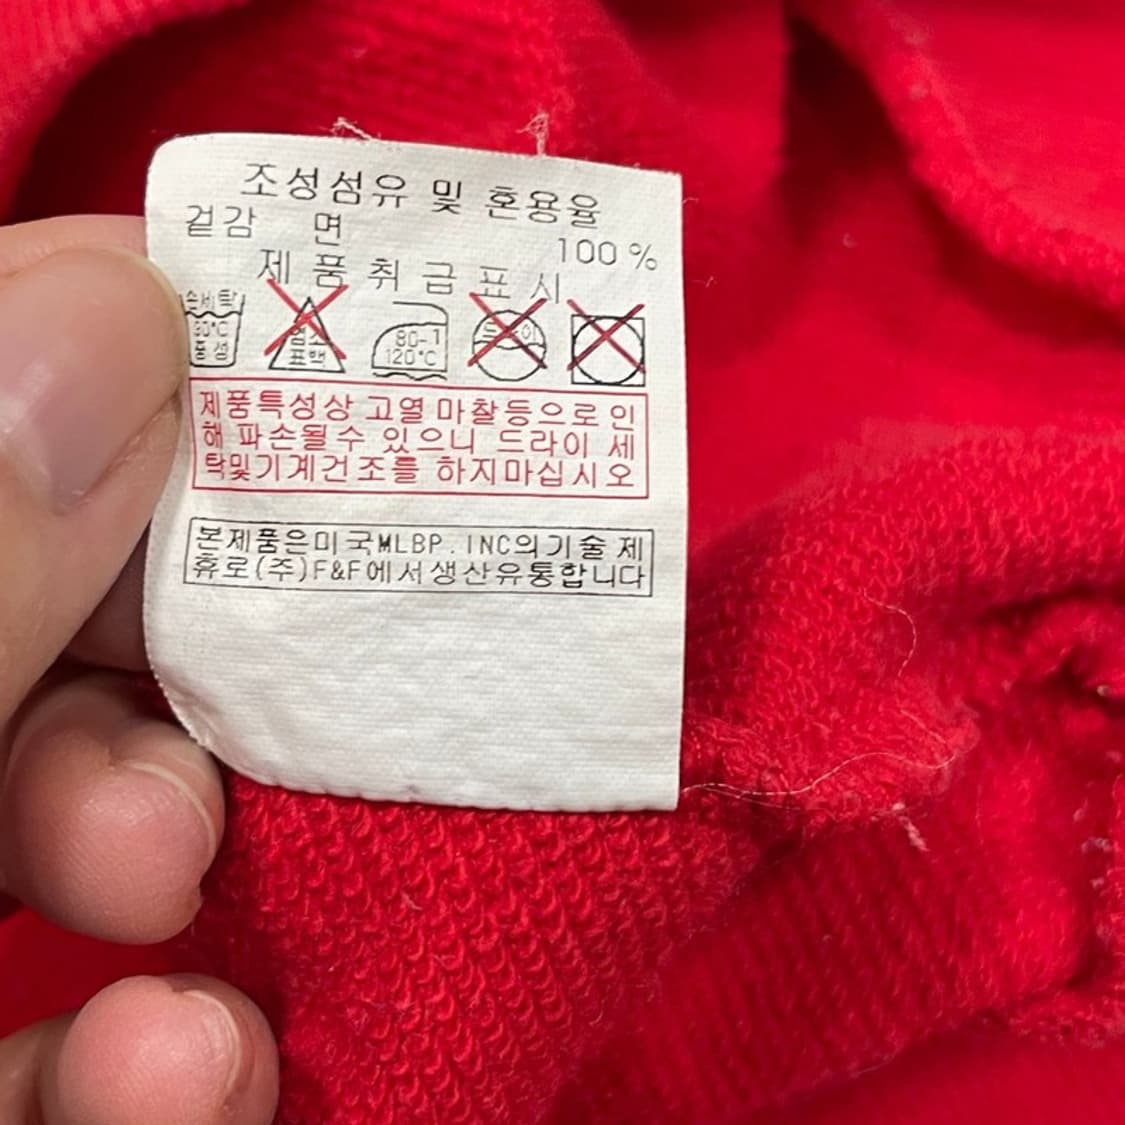 조성섬유 및 혼용율
겉감 면
100 %
제품취급표시
손세탁
30°C
중성
염소
표백
80-1
120°C
드라이
제품특성상 고열마찰등으로인
해 파손될수 있으니 드라이 세
탁및기계건조를 하지마십시오
본제품은미국MLBP.INC의기술 제
휴로(주)F&F에서생산유통합니다